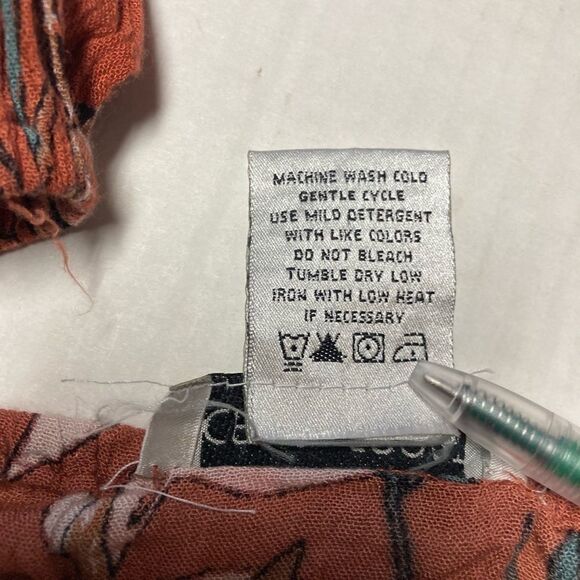 MACHINE WASH COLD
GENTLE CYCLE
USE MILD DETERGENT
WITH LIKE COLORS
DO NOT BLEACH
TUMBLE DRY LOW
IRON WITH LOW HEAT
IF NECESSARY